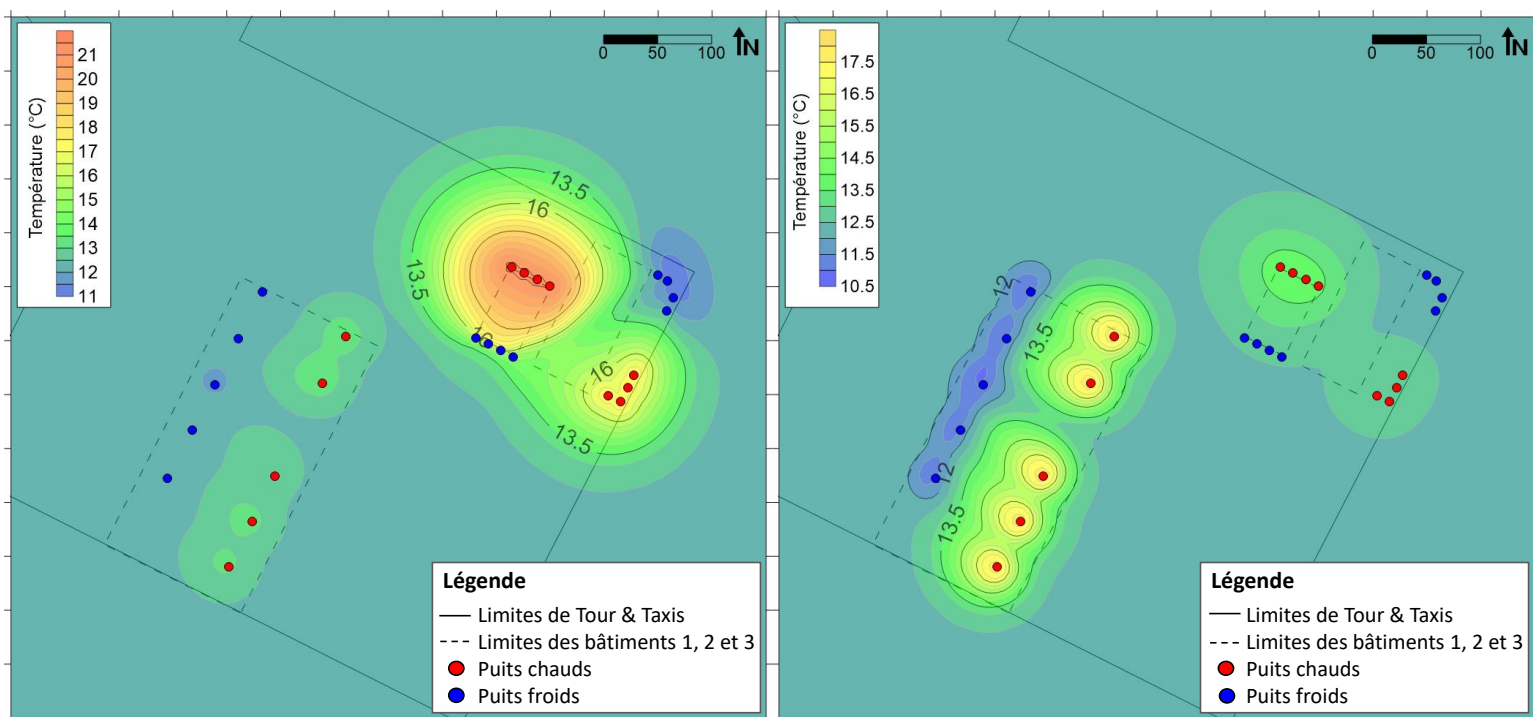 Température (°C)
21
20
19
18
17
16
15
14
13
12
11
0 50 100
N
13.5
16
13.5
16
16
13.5
Légende
Limites de Tour & Taxis
Limites des bâtiments 1, 2 et 3
Puits chauds
Puits froids
Température (°C)
17.5
16.5
15.5
14.5
13.5
12.5
11.5
10.5
0 50 100
N
12
13.5
12
13.5
Légende
Limites de Tour & Taxis
Limites des bâtiments 1, 2 et 3
Puits chauds
Puits froids